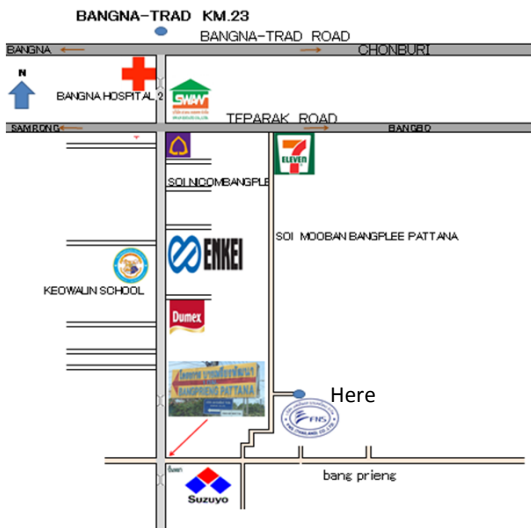 BANGNA-TRAD KM.23
BANGNA-TRAD ROAD
BANGNA
CHONBURI
N
BANGNA HOSPITAL 2
TEPARAK ROAD
SAMRONG
BANGBO
ELEVEN
SOI NICOMBANGPLE
SOI MOOBAN BANGPLEE PATTANA
ENKEI
KEOWALIN SCHOOL
Dumex
BANGPRIENG PATTANA
Here
FNS
bang prieng
Suzuyo